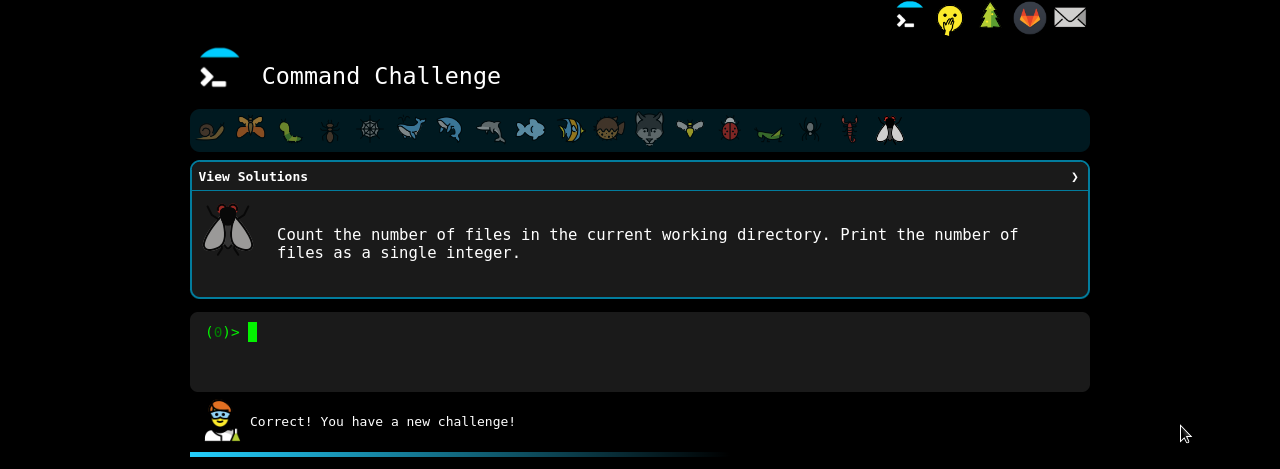 Command Challenge
View Solutions ❯
Count the number of files in the current working directory. Print the number of
files as a single integer.
(0)>
Correct! You have a new challenge!